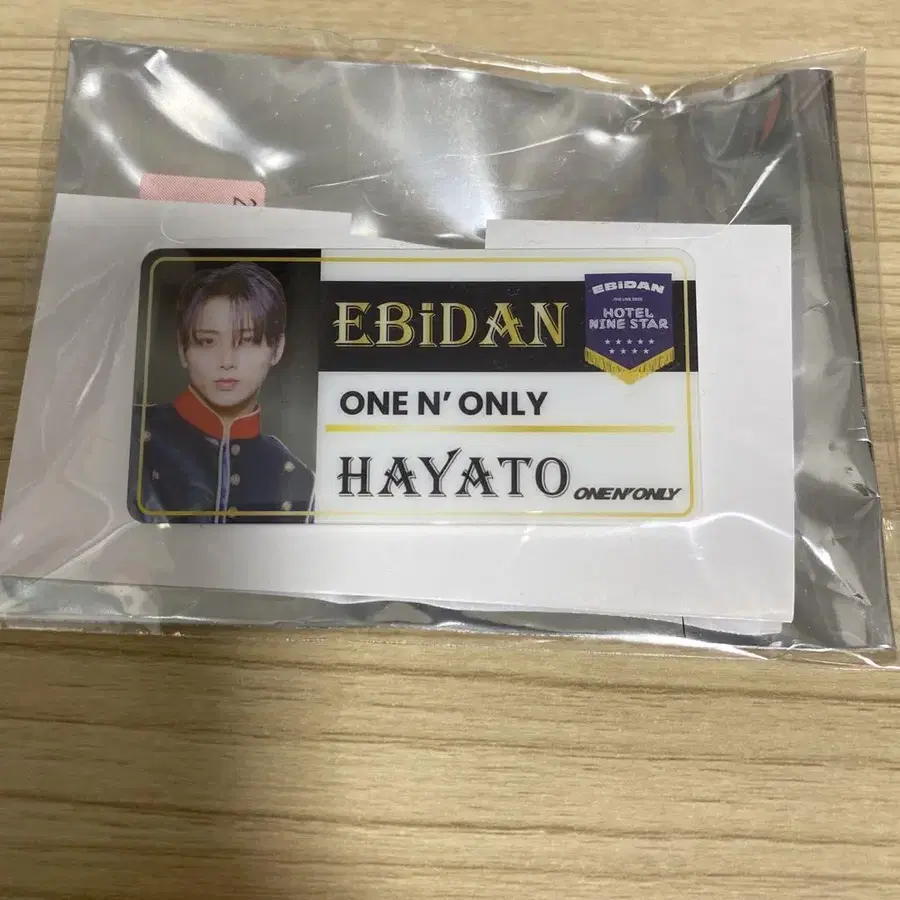 EBiDAN
EBiDAN
HOTEL
NINE STAR
ONE N' ONLY
HAYATO
ONE N' ONLY